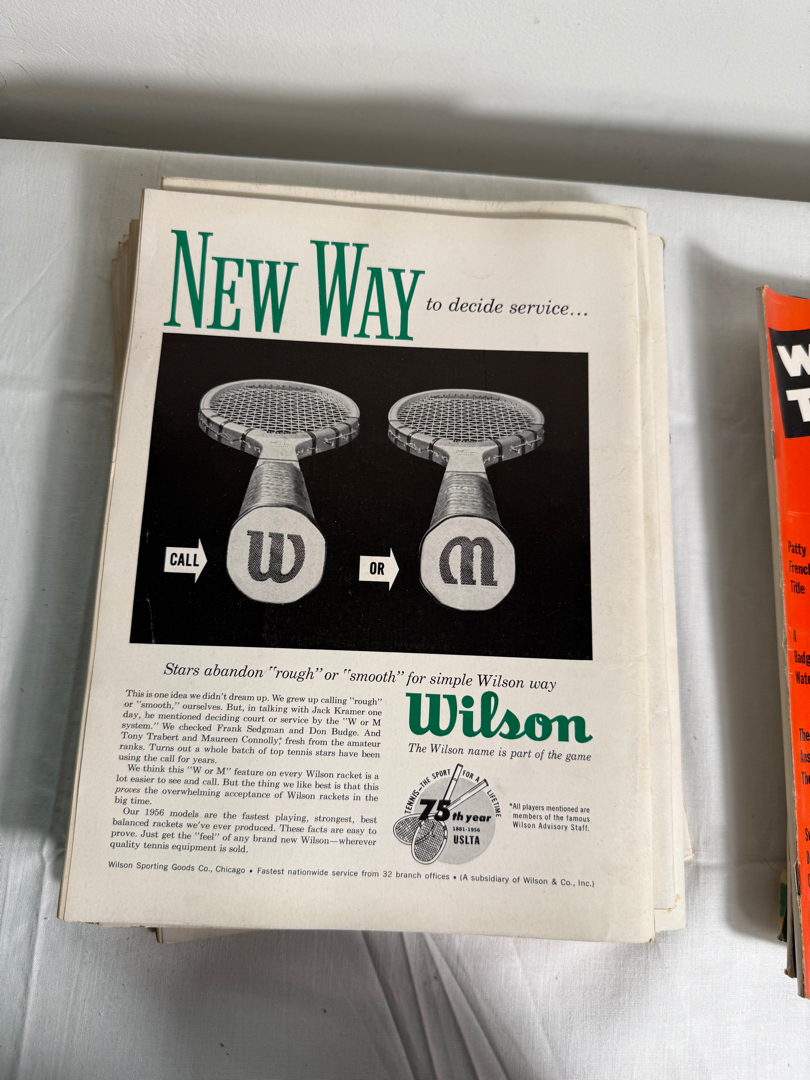 NEW WAY to decide service...
CALL W OR M
Stars abandon "rough" or "smooth" for simple Wilson way
This is one idea we didn't dream up. We grew up calling "rough"
or "smooth," ourselves. But, in talking with Jack Kramer one
day, he mentioned deciding court or service by the "W or M
system." We checked Frank Sedgman and Don Budge. And
Tony Trabert and Maureen Connolly,* fresh from the amateur
ranks. Turns out a whole batch of top tennis stars have been
using the call for years.
We think this "W or M" feature on every Wilson racket is a
lot easier to see and call. But the thing we like best is that this
proves the overwhelming acceptance of Wilson rackets in the
big time.
Our 1956 models are the fastest playing, strongest, best
balanced rackets we've ever produced. These facts are easy to
prove. Just get the "feel" of any brand new Wilson—wherever
quality tennis equipment is sold.
Wilson
The Wilson name is part of the game
TENNIS—THE SPORT FOR A LIFETIME
75th year
1881-1956
USLTA
*All players mentioned are
members of the famous
Wilson Advisory Staff.
Wilson Sporting Goods Co., Chicago • Fastest nationwide service from 32 branch offices • (A subsidiary of Wilson & Co., Inc.)
Patty
Title
A